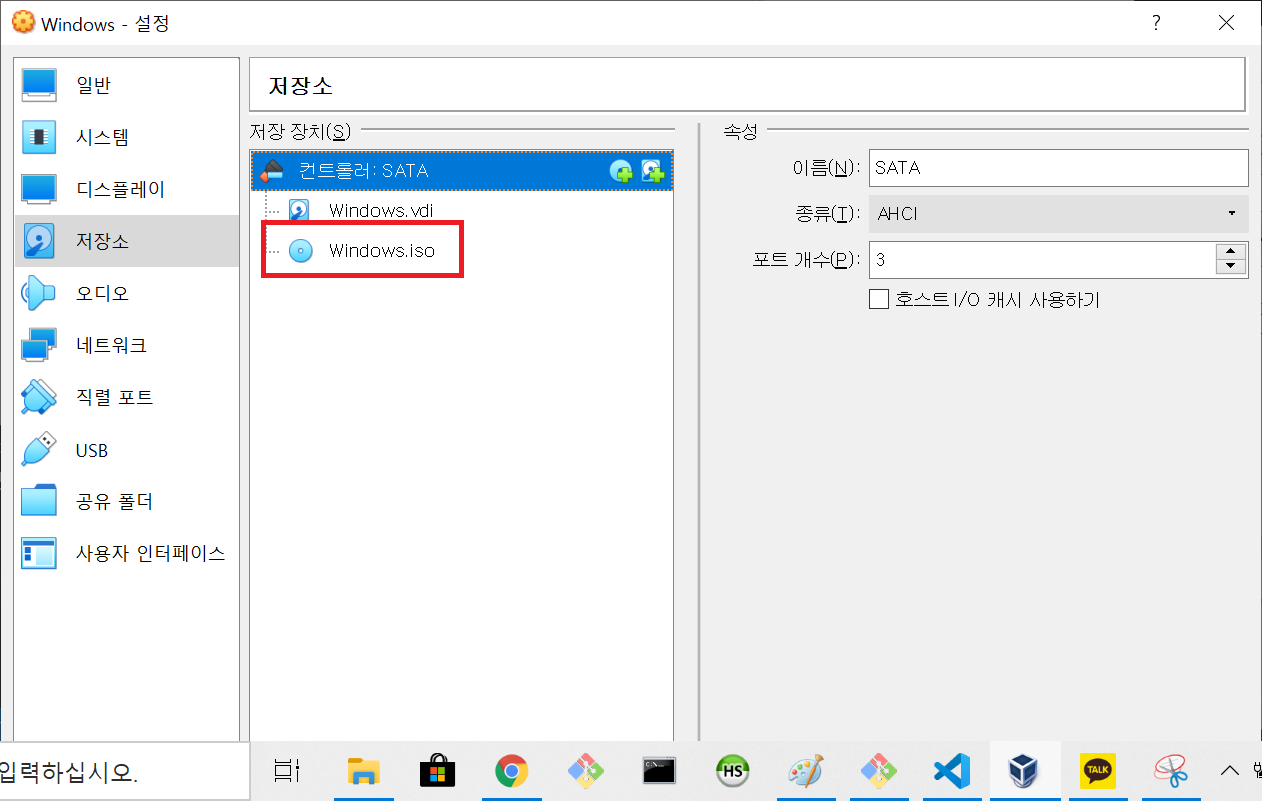 Windows - 설정
?
일반
시스템
디스플레이
저장소
오디오
네트워크
직렬 포트
USB
공유 폴더
사용자 인터페이스
저장소
저장 장치(S)
컨트롤러: SATA
Windows.vdi
Windows.iso
속성
이름(N): SATA
종류(T): AHCI
포트 개수(P): 3
호스트 I/O 캐시 사용하기
입력하십시오.
C:\_
HS
TALK